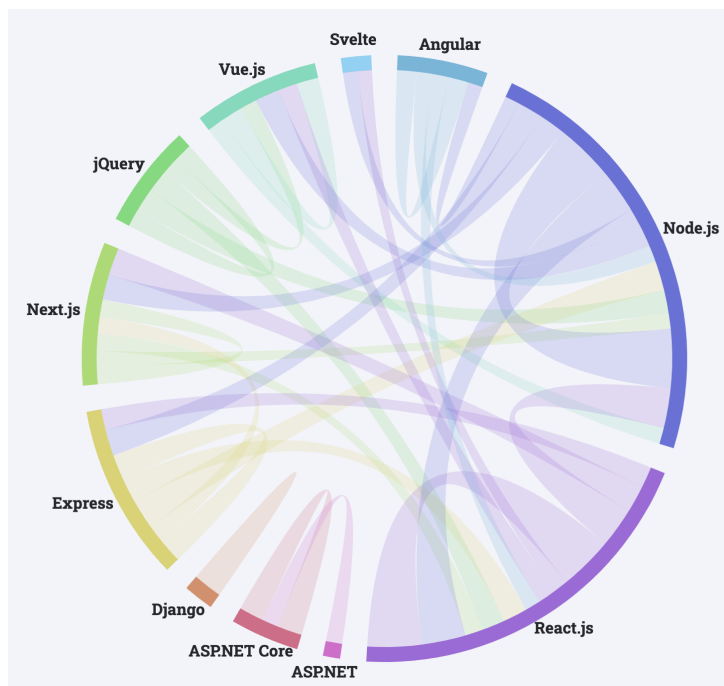 Svelte
Angular
Vue.js
jQuery
Node.js
Next.js
Express
Django
React.js
ASP.NET Core
ASP.NET